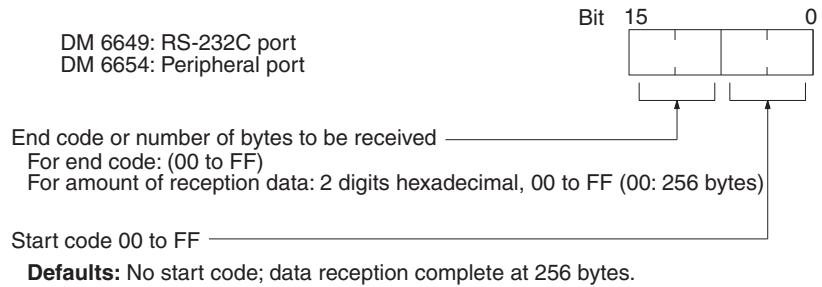 Bit 15 0
DM 6649: RS-232C port
DM 6654: Peripheral port
End code or number of bytes to be received
For end code: (00 to FF)
For amount of reception data: 2 digits hexadecimal, 00 to FF (00: 256 bytes)
Start code 00 to FF
Defaults: No start code; data reception complete at 256 bytes.